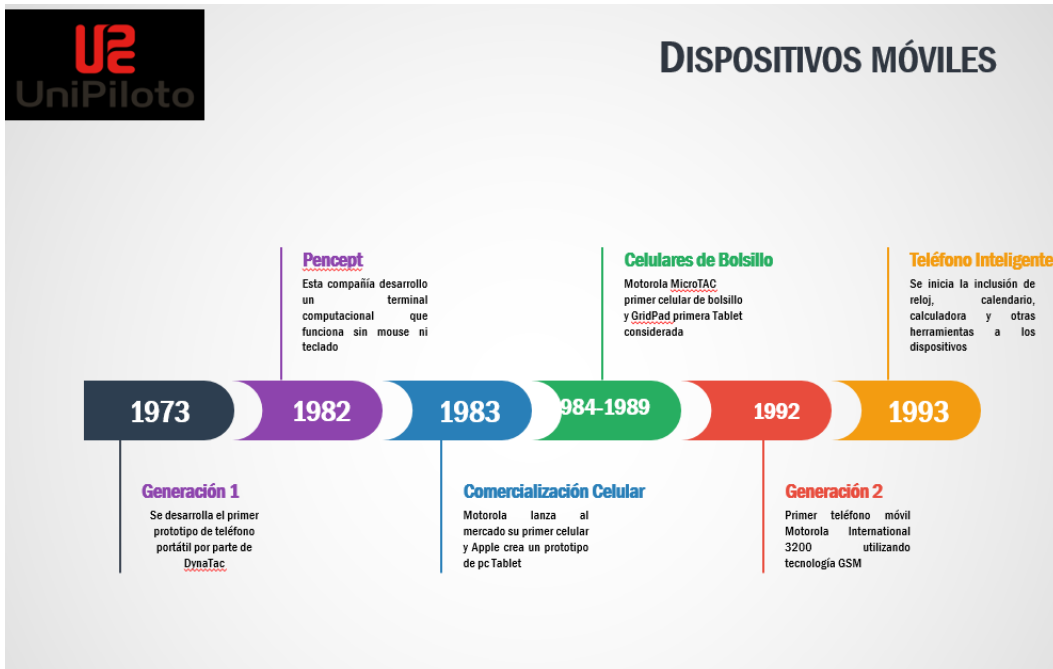 UniPiloto
DISPOSITIVOS MÓVILES
Pencept
Esta compañía desarrollo
un terminal
computacional que
funciona sin mouse ni
teclado
Celulares de Bolsillo
Motorola MicroTAC
primer celular de bolsillo
y GridPad primera Tablet
considerada
Teléfono Inteligente
Se inicia la inclusión de
reloj, calendario,
calculadora y otras
herramientas a los
dispositivos
1973
1982
1983
984-1989
1992
1993
Generación 1
Se desarrolla el primer
prototipo de teléfono
portátil por parte de
DynaTac
Comercialización Celular
Motorola lanza al
mercado su primer celular
y Apple crea un prototipo
de pc Tablet
Generación 2
Primer teléfono móvil
Motorola International
3200 utilizando
tecnología GSM